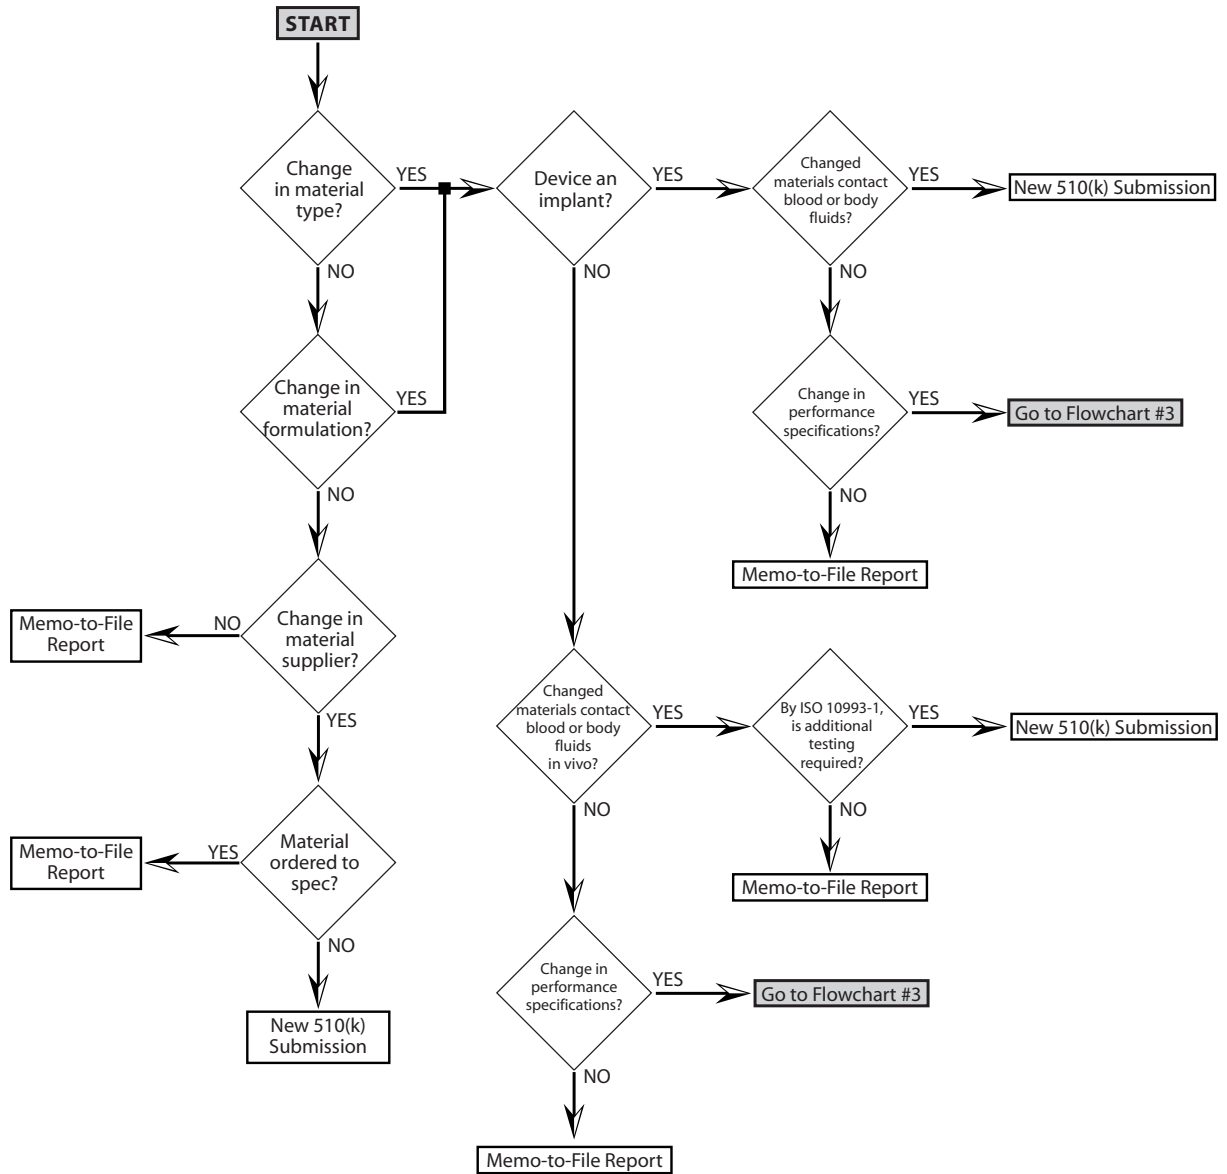 START
Change
in material
type?
YES
NO
Device an
implant?
YES
NO
Changed
materials contact
blood or body
fluids?
YES
NO
New 510(k) Submission
Change in
material
formulation?
YES
NO
Change in
performance
specifications?
YES
NO
Go to Flowchart #3
Memo-to-File Report
Memo-to-File
Report
NO
Change in
material
supplier?
YES
Changed
materials contact
blood or body
fluids
in vivo?
YES
NO
By ISO 10993-1,
is additional
testing
required?
YES
NO
New 510(k) Submission
Memo-to-File
Report
YES
Material
ordered to
spec?
NO
Memo-to-File Report
New 510(k)
Submission
Change in
performance
specifications?
YES
NO
Go to Flowchart #3
Memo-to-File Report